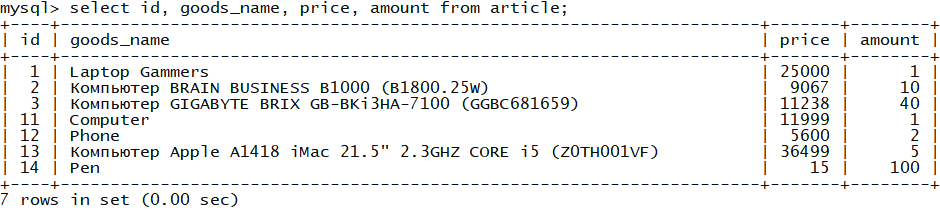 mysql> select id, goods_name, price, amount from article;
+----+------------------------------------------------------------------+-------+--------+
| id | goods_name | price | amount |
+----+------------------------------------------------------------------+-------+--------+
| 1 | Laptop Gammers | 25000 | 1 |
| 2 | Компьютер BRAIN BUSINESS B1000 (B1800.25W) | 9067 | 10 |
| 3 | Компьютер GIGABYTE BRIX GB-BKi3HA-7100 (GGBC681659) | 11238 | 40 |
| 11 | Computer | 11999 | 1 |
| 12 | Phone | 5600 | 2 |
| 13 | Компьютер Apple A1418 iMac 21.5" 2.3GHZ CORE i5 (Z0TH001VF) | 36499 | 5 |
| 14 | Pen | 15 | 100 |
+----+------------------------------------------------------------------+-------+--------+
7 rows in set (0.00 sec)